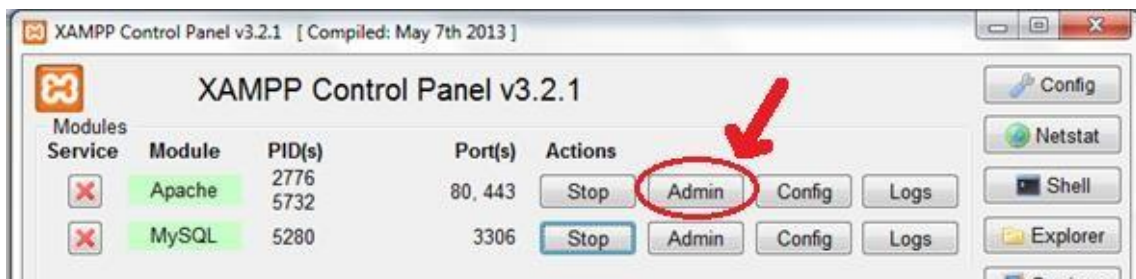 XAMPP Control Panel v3.2.1 [ Compiled: May 7th 2013 ]
XAMPP Control Panel v3.2.1
Config
Modules
Netstat
Service Module PID(s) Port(s) Actions
Apache 2776 5732 80, 443 Stop Admin Config Logs Shell
MySQL 5280 3306 Stop Admin Config Logs Explorer